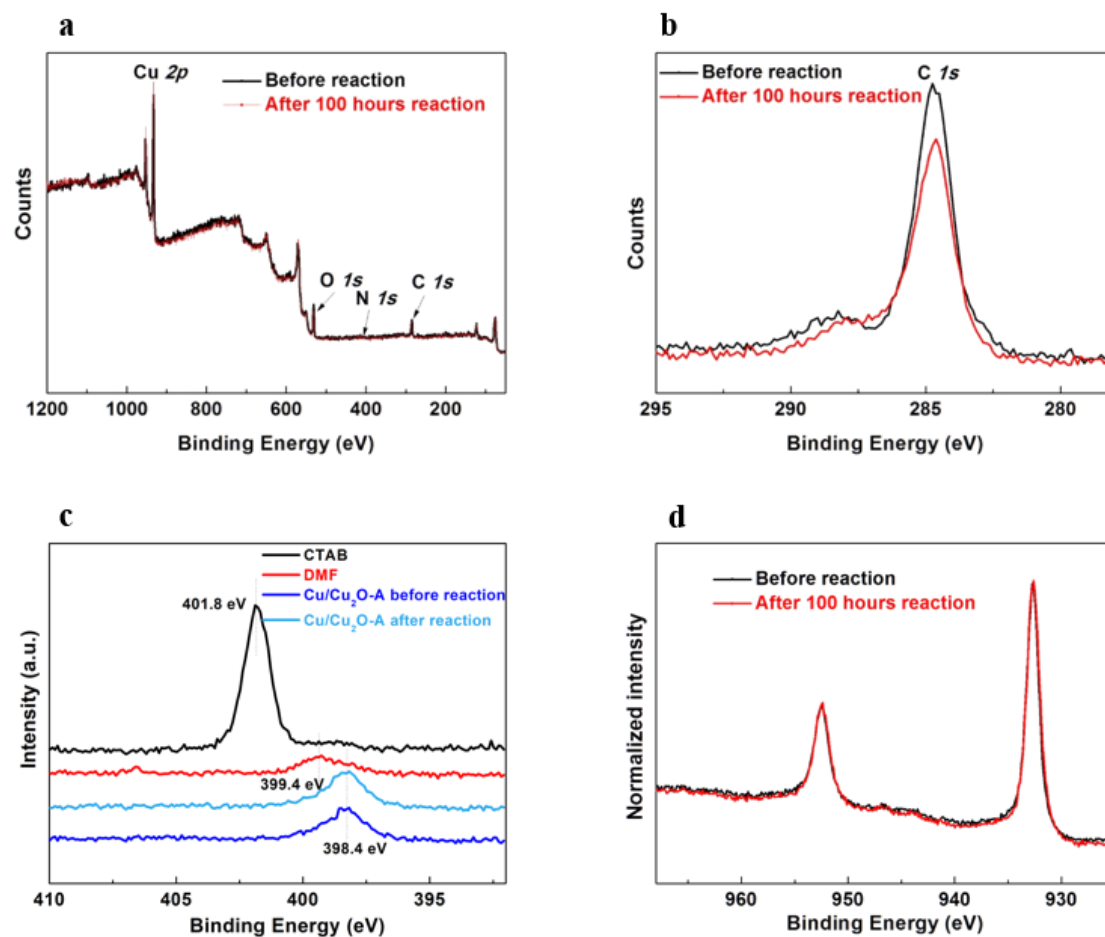 a
Cu 2p
Before reaction
After 100 hours reaction
O 1s
N 1s
C 1s
Counts
1200 1000 800 600 400 200
Binding Energy (eV)
b
C 1s
Before reaction
After 100 hours reaction
Counts
295 290 285 280
Binding Energy (eV)
c
CTAB
DMF
Cu/Cu₂O-A before reaction
Cu/Cu₂O-A after reaction
401.8 eV
399.4 eV
398.4 eV
Intensity (a.u.)
410 405 400 395
Binding Energy (eV)
d
Before reaction
After 100 hours reaction
Normalized intensity
960 950 940 930
Binding Energy (eV)